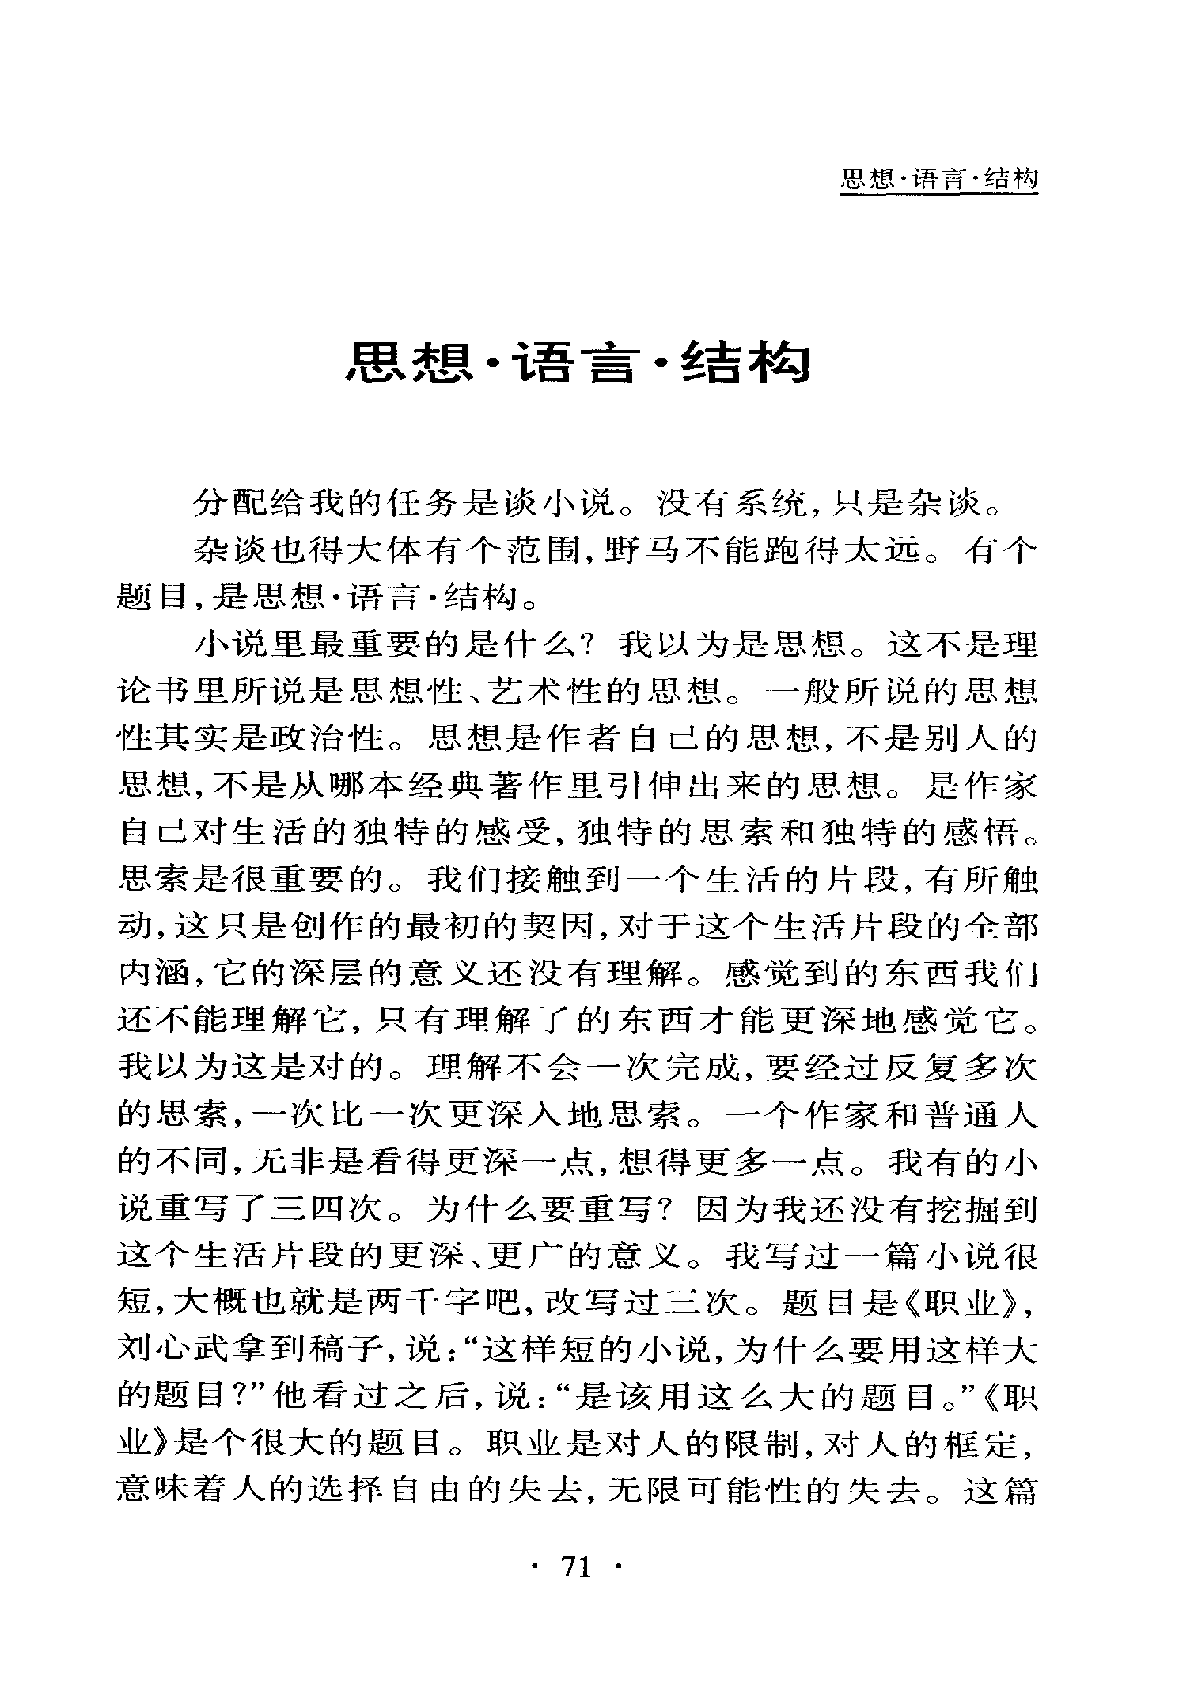 思想·语言·结构
思想·语言·结构
分配给我的任务是谈小说。没有系统,只是杂谈。
杂谈也得大体有个范围,野马不能跑得太远。有个
题目,是思想·语言·结构。
小说里最重要的是什么？我以为是思想。这不是理
论书里所说是思想性、艺术性的思想。一般所说的思想
性其实是政治性。思想是作者自己的思想,不是别人的
思想,不是从哪本经典著作里引伸出来的思想。是作家
自己对生活的独特的感受,独特的思索和独特的感悟。
思索是很重要的。我们接触到一个生活的片段,有所触
动,这只是创作的最初的契因,对于这个生活片段的全部
内涵,它的深层的意义还没有理解。感觉到的东西我们
还不能理解它,只有理解了的东西才能更深地感觉它。
我以为这是对的。理解不会一次完成,要经过反复多次
的思索,一次比一次更深入地思索。一个作家和普通人
的不同,无非是看得更深一点,想得更多一点。我有的小
说重写了三四次。为什么要重写？因为我还没有挖掘到
这个生活片段的更深、更广的意义。我写过一篇小说很
短,大概也就是两千字吧,改写过三次。题目是《职业》,
刘心武拿到稿子,说:“这样短的小说,为什么要用这样大
的题目?”他看过之后,说:“是该用这么大的题目。”《职
业》是个很大的题目。职业是对人的限制,对人的框定,
意味着人的选择自由的失去,无限可能性的失去。这篇
· 71 ·